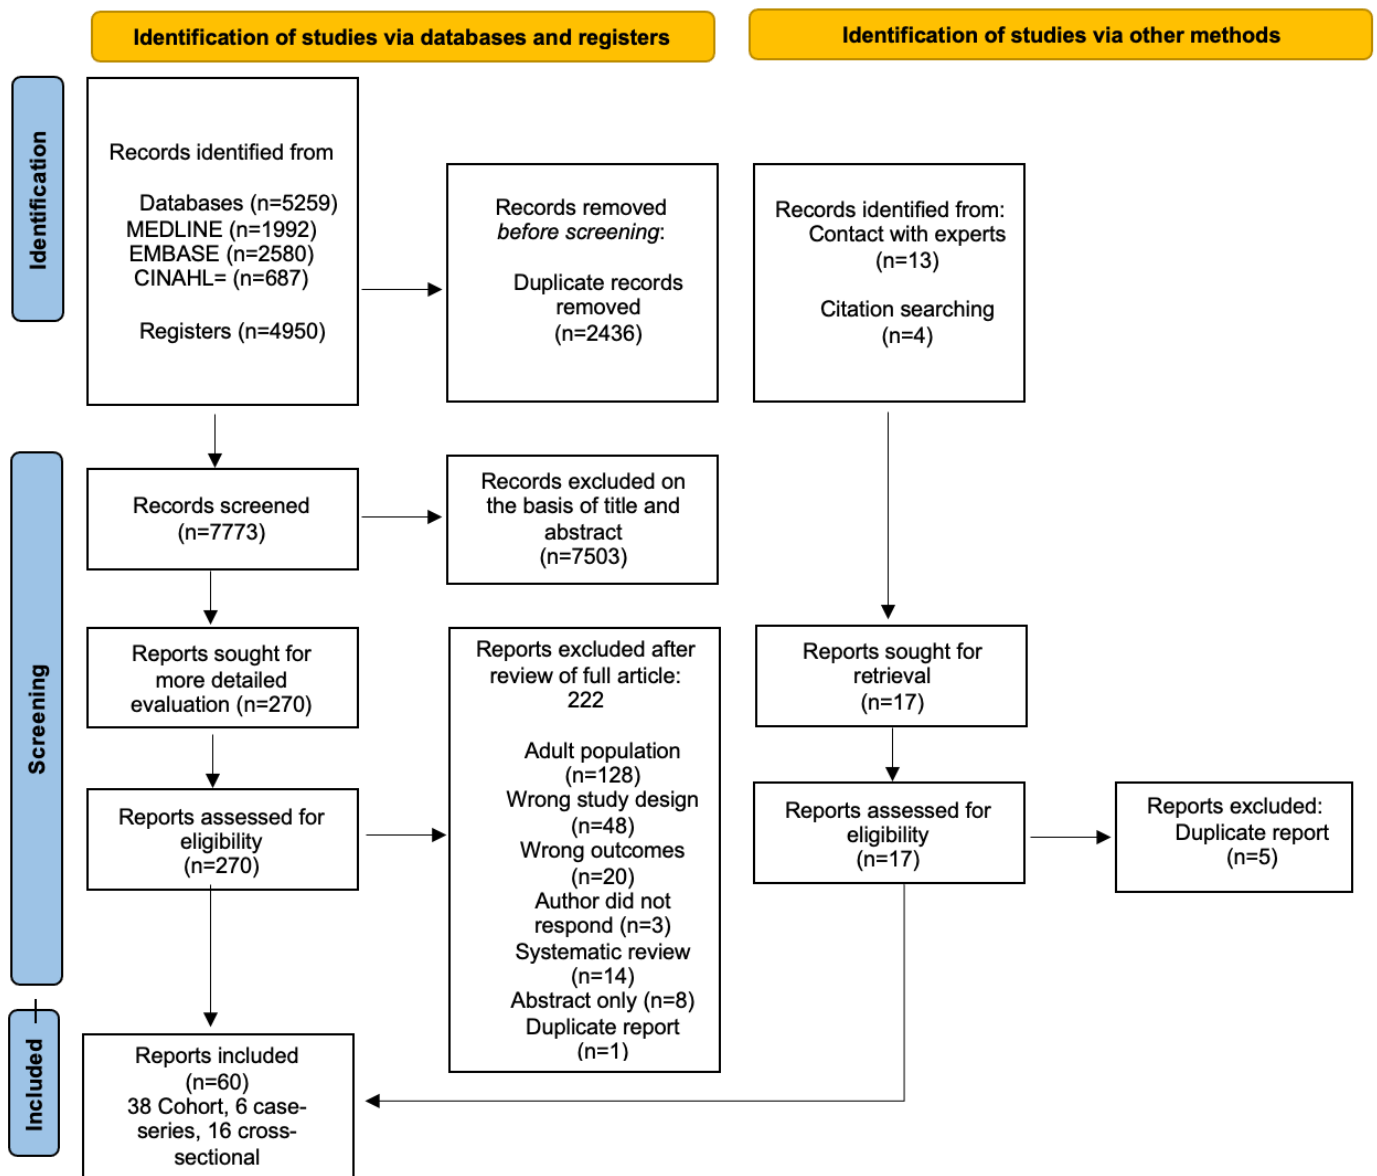 Identification of studies via databases and registers
Identification of studies via other methods
Identification
Records identified from
Databases (n=5259)
MEDLINE (n=1992)
EMBASE (n=2580)
CINAHL= (n=687)
Registers (n=4950)
Records removed
before screening:
Duplicate records
removed
(n=2436)
Records identified from:
Contact with experts
(n=13)
Citation searching
(n=4)
Screening
Records screened
(n=7773)
Records excluded on
the basis of title and
abstract
(n=7503)
Reports sought for
more detailed
evaluation (n=270)
Reports assessed for
eligibility
(n=270)
Reports excluded after
review of full article:
222
Adult population
(n=128)
Wrong study design
(n=48)
Wrong outcomes
(n=20)
Author did not
respond (n=3)
Systematic review
(n=14)
Abstract only (n=8)
Duplicate report
(n=1)
Reports sought for
retrieval
(n=17)
Reports assessed for
eligibility
(n=17)
Reports excluded:
Duplicate report
(n=5)
Included
Reports included
(n=60)
38 Cohort, 6 case-
series, 16 cross-
sectional